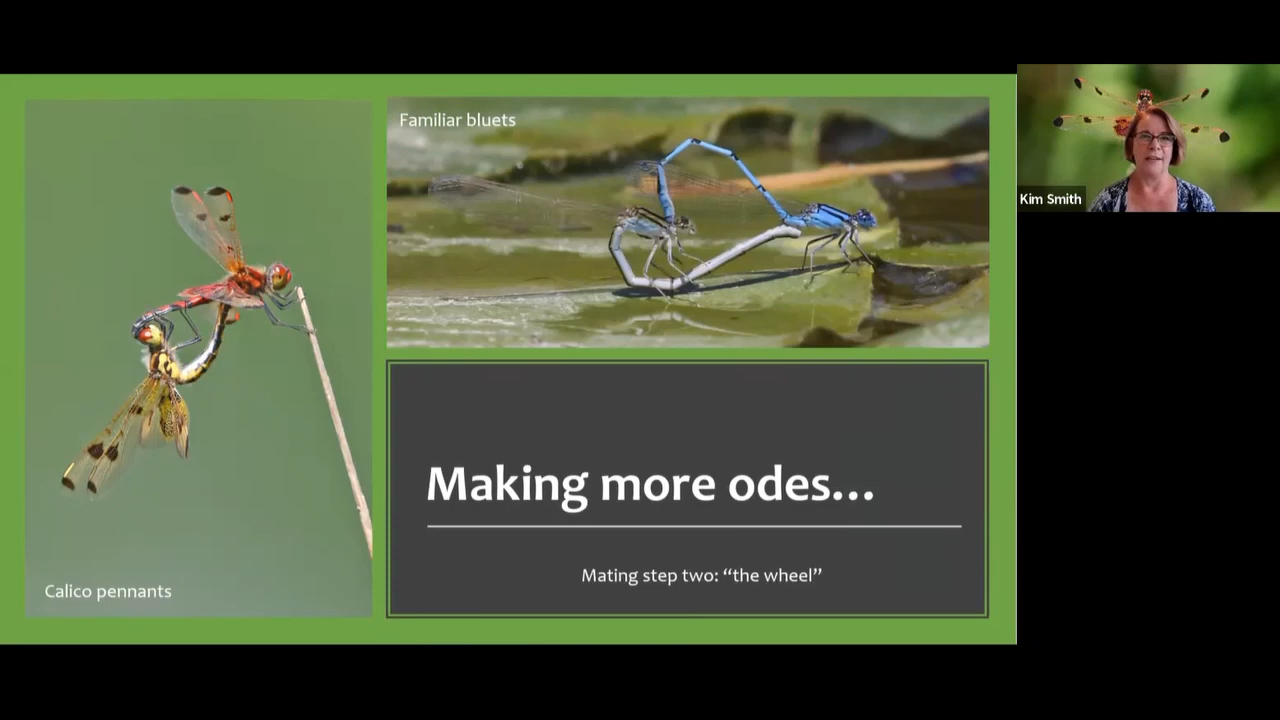 Familiar bluets
Kim Smith
Making more odes...
Mating step two: “the wheel”
Calico pennants